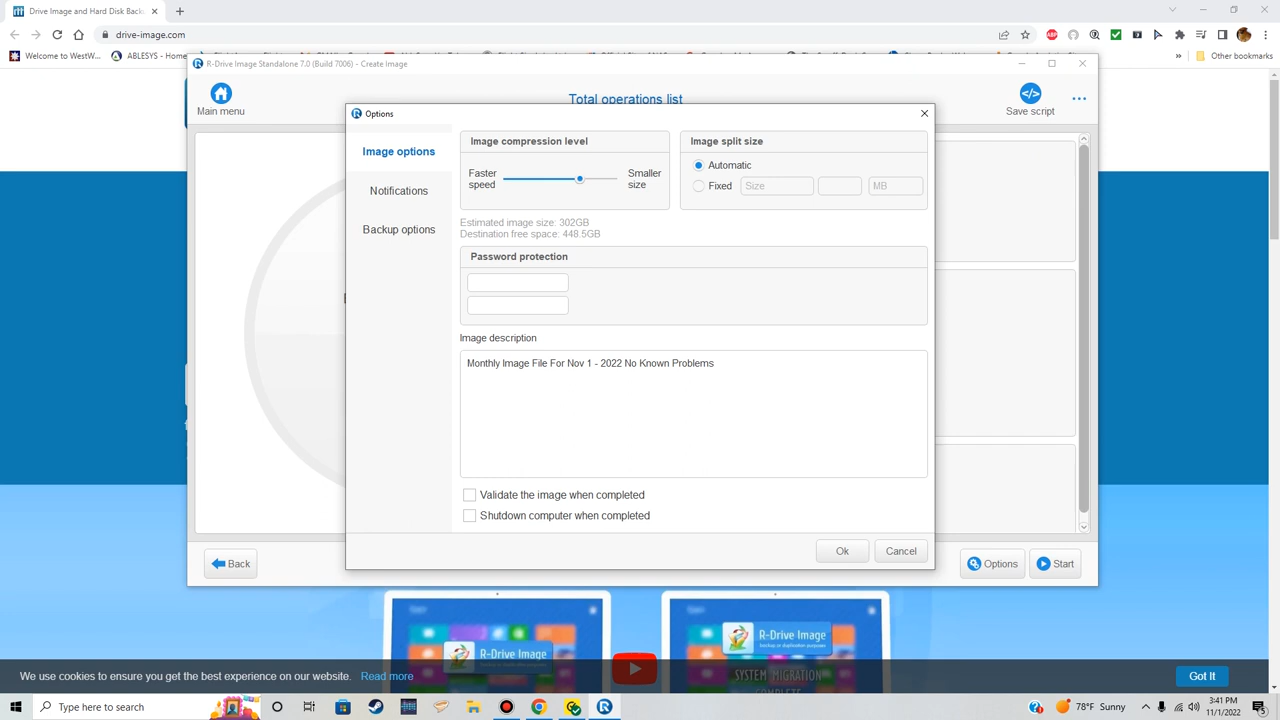 Drive Image and Hard Disk Back
drive-image.com
Welcome to WestW...
ABLESYS - Home
Other bookmarks
R-Drive Image Standalone 7.0 (Build 7006) - Create Image
Main menu
Total operations list
Save script
Options
Image options
Notifications
Backup options
Image compression level
Faster speed
Smaller size
Image split size
Automatic
Fixed
Size
MB
Estimated image size: 302GB
Destination free space: 448.5GB
Password protection
Image description
Monthly Image File For Nov 1 - 2022 No Known Problems
Validate the image when completed
Shutdown computer when completed
Ok
Cancel
Back
Options
Start
R-Drive Image
R-Drive Image
SYSTEM MIGRATION
COMPLETE
We use cookies to ensure you get the best experience on our website. Read more
Got It
Type here to search
78°F Sunny
3:41 PM
11/1/2022